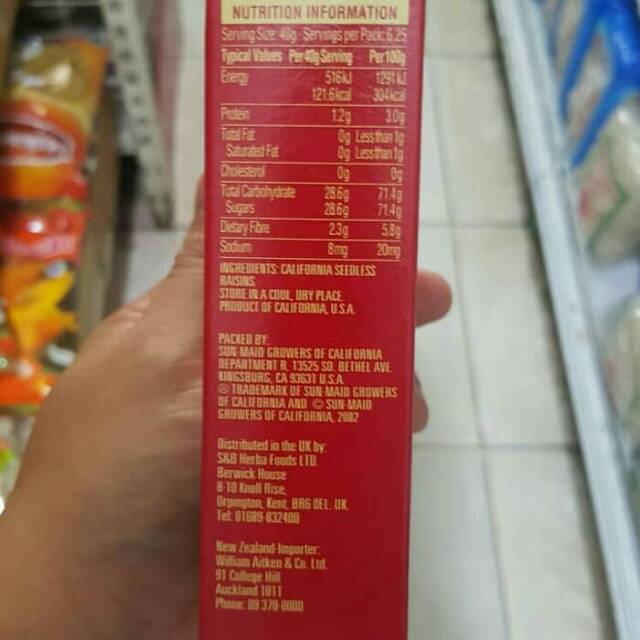 NUTRITION INFORMATION
Serving Size: 40g Servings per Pack: 6.25
Typical Values Per 40g Serving Per 100g
Energy 516kJ 1291kJ
121.6kcal 304kcal
Protein 1.2g 3.0g
Total Fat 0g Less than 1g
Saturated Fat 0g Less than 1g
Cholesterol 0g 0g
Total Carbohydrate 28.6g 71.4g
Sugars 28.6g 71.4g
Dietary Fibre 2.3g 5.8g
Sodium 8mg 20mg
INGREDIENTS: CALIFORNIA SEEDLESS
RAISINS.
STORE IN A COOL, DRY PLACE.
PRODUCT OF CALIFORNIA, U.S.A.
PACKED BY:
SUN-MAID GROWERS OF CALIFORNIA
DEPARTMENT R, 13525 SO. BETHEL AVE.
KINGSBURG, CA 93631 U.S.A.
® TRADEMARK OF SUN-MAID GROWERS
OF CALIFORNIA AND © SUN-MAID
GROWERS OF CALIFORNIA, 2002
Distributed in the UK by:
S&B Herba Foods LTD.
Berwick House
8-10 Knoll Rise,
Orpington, Kent, BR6 0EL. UK.
Tel: 01689-832400
New Zealand Importer:
William Aitken & Co. Ltd.
91 College Hill
Auckland 1011
Phone: 09 370-0000